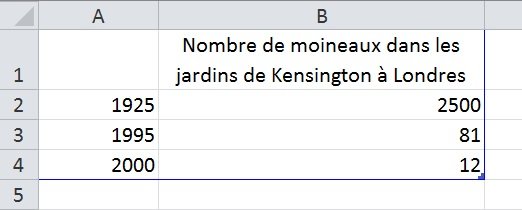 A B
1 Nombre de moineaux dans les
jardins de Kensington à Londres
2 1925 2500
3 1995 81
4 2000 12
5